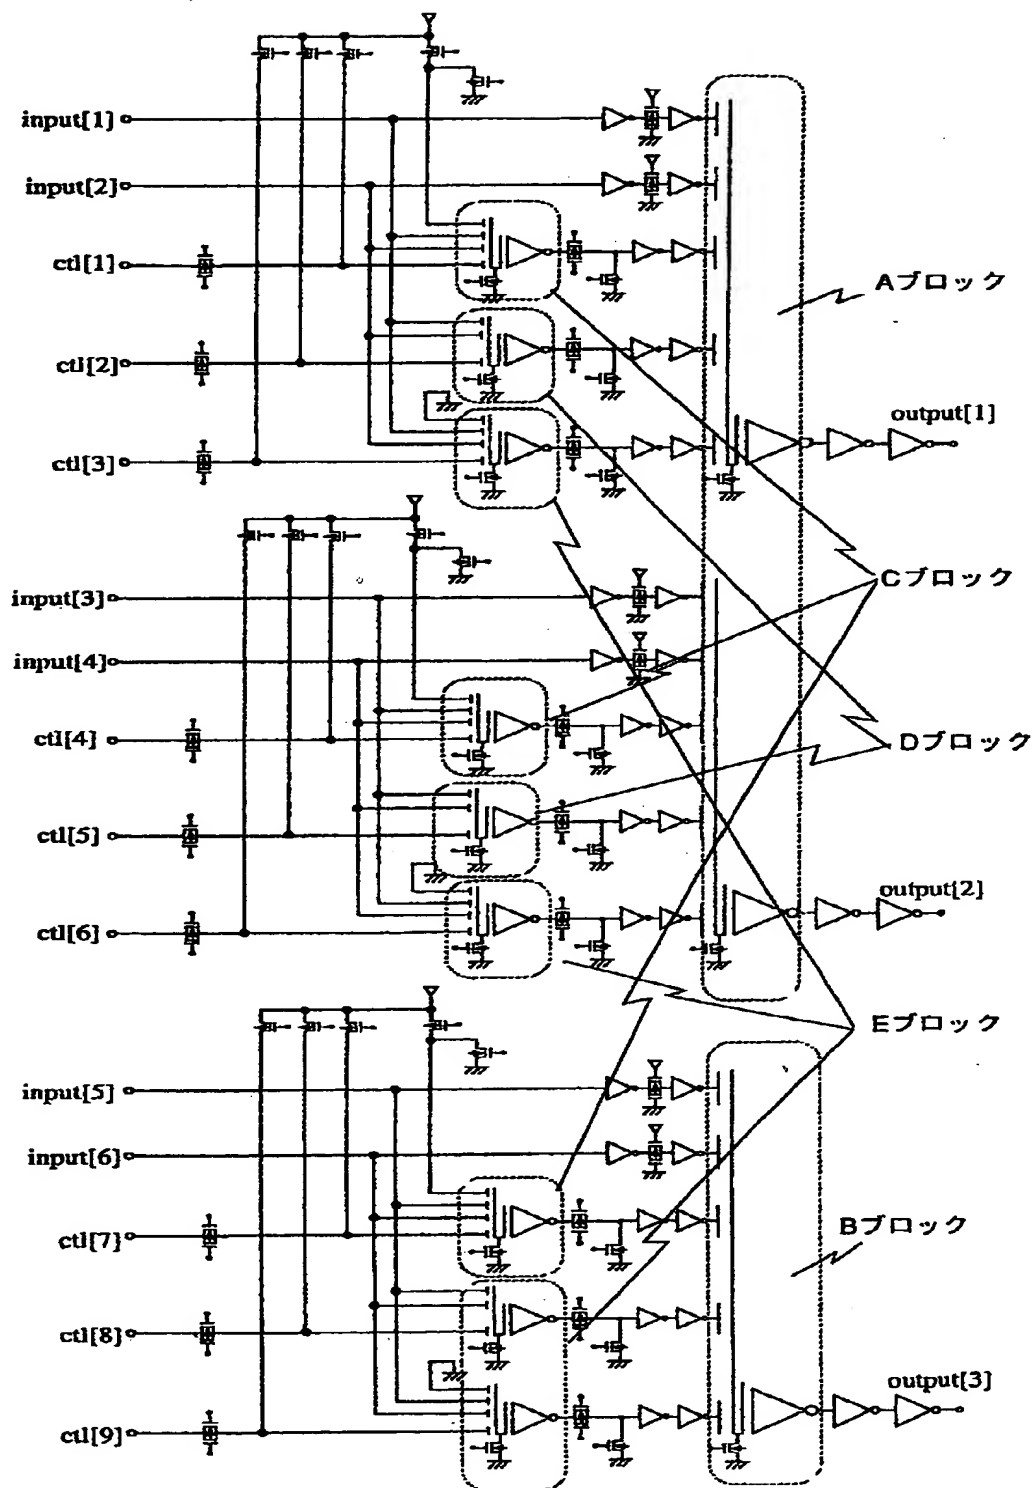 input[1]
input[2]
ctl[1]
Aブロック
ctl[2]
output[1]
ctl[3]
Cブロック
input[3]
input[4]
ctl[4]
Dブロック
ctl[5]
output[2]
ctl[6]
Eブロック
input[5]
input[6]
ctl[7]
Bブロック
ctl[8]
output[3]
ctl[9]